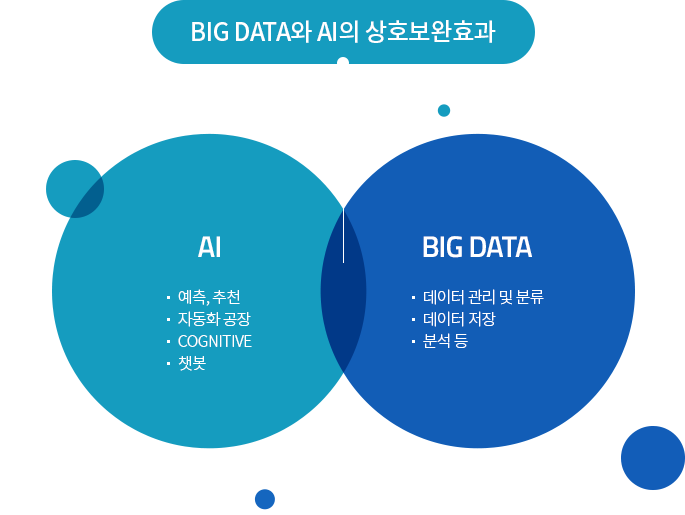 BIG DATA와 AI의 상호보완효과
AI
· 예측, 추천
· 자동화 공장
· COGNITIVE
· 챗봇
BIG DATA
· 데이터 관리 및 분류
· 데이터 저장
· 분석 등